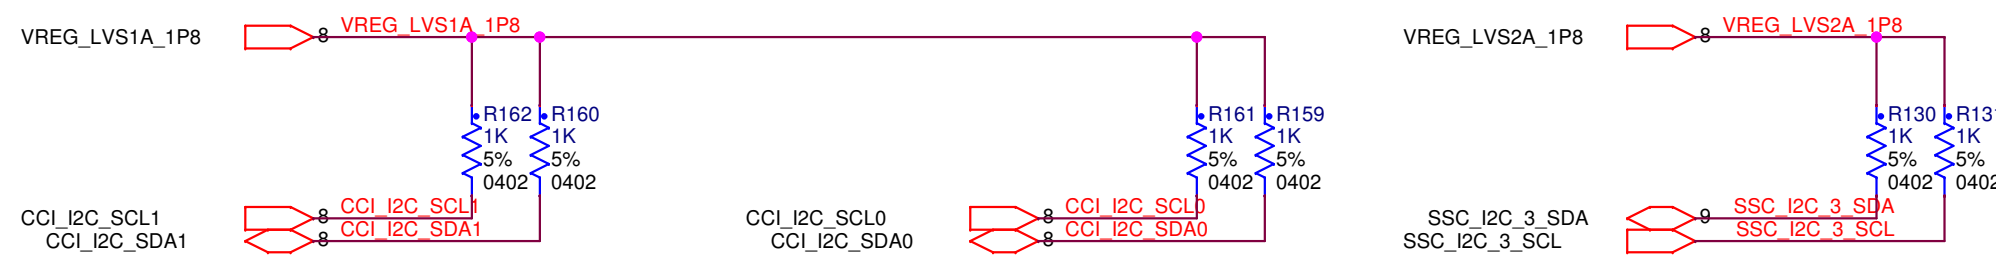 VREG_LVS1A_1P8 8 VREG_LVS1A_1P8
VREG_LVS2A_1P8 8 VREG_LVS2A_1P8
R162 R160 R161 R159 R130
1K 1K 1K 1K 1K 1K
5% 5% 5% 5% 5% 5%
0402 0402 0402 0402 0402 0402
CCI_I2C_SCL1 8 CCI_I2C_SCL1
CCI_I2C_SDA1 8 CCI_I2C_SDA1
CCI_I2C_SCL0 8 CCI_I2C_SCL0
CCI_I2C_SDA0 8 CCI_I2C_SDA0
SSC_I2C_3_SDA 9 SSC_I2C_3_SDA
SSC_I2C_3_SCL SSC_I2C_3_SCL